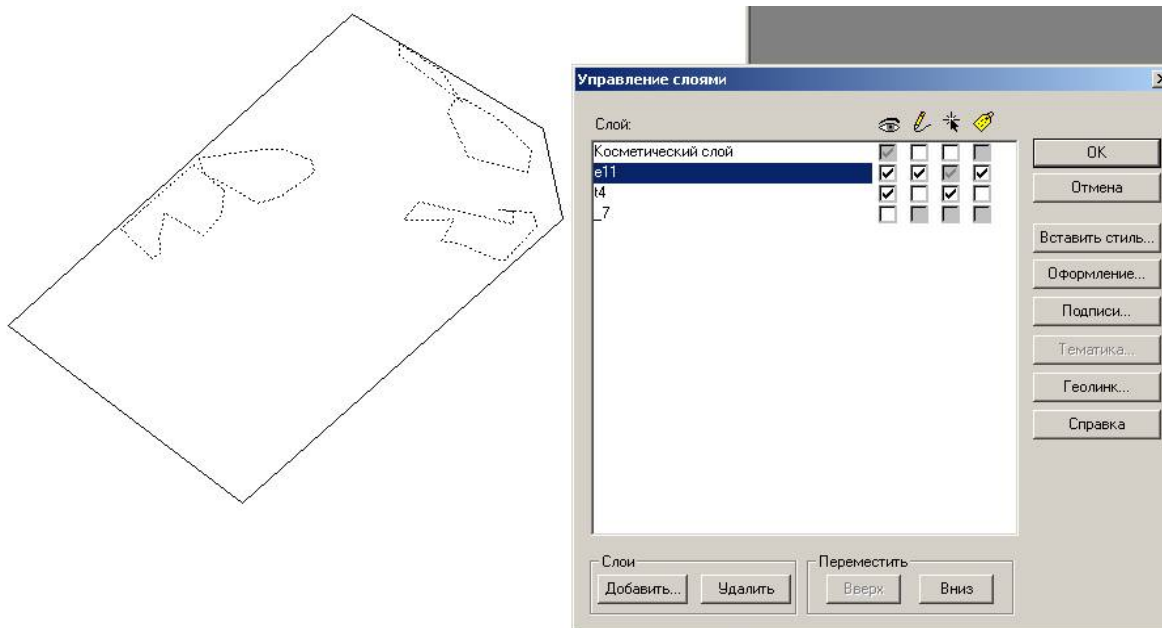 Управление слоями
Слой:
Косметический слой
e11
t4
_7
OK
Отмена
Вставить стиль...
Оформление...
Подписи...
Тематика...
Геолинк...
Справка
Слои
Добавить...
Удалить
Переместить
Вверх
Вниз